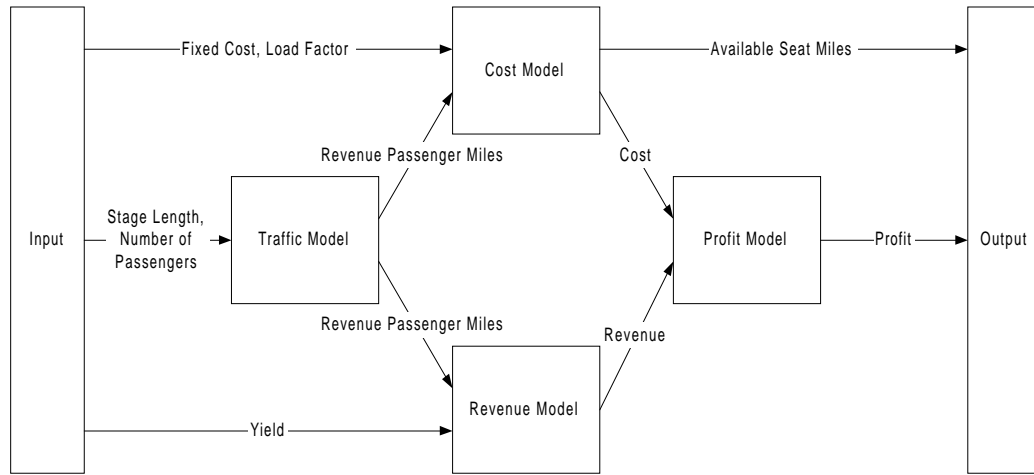 Fixed Cost, Load Factor
Available Seat Miles
Cost Model
Revenue Passenger Miles
Cost
Stage Length,
Number of
Passengers
Input
Traffic Model
Profit Model
Profit
Output
Revenue Passenger Miles
Revenue
Revenue Model
Yield